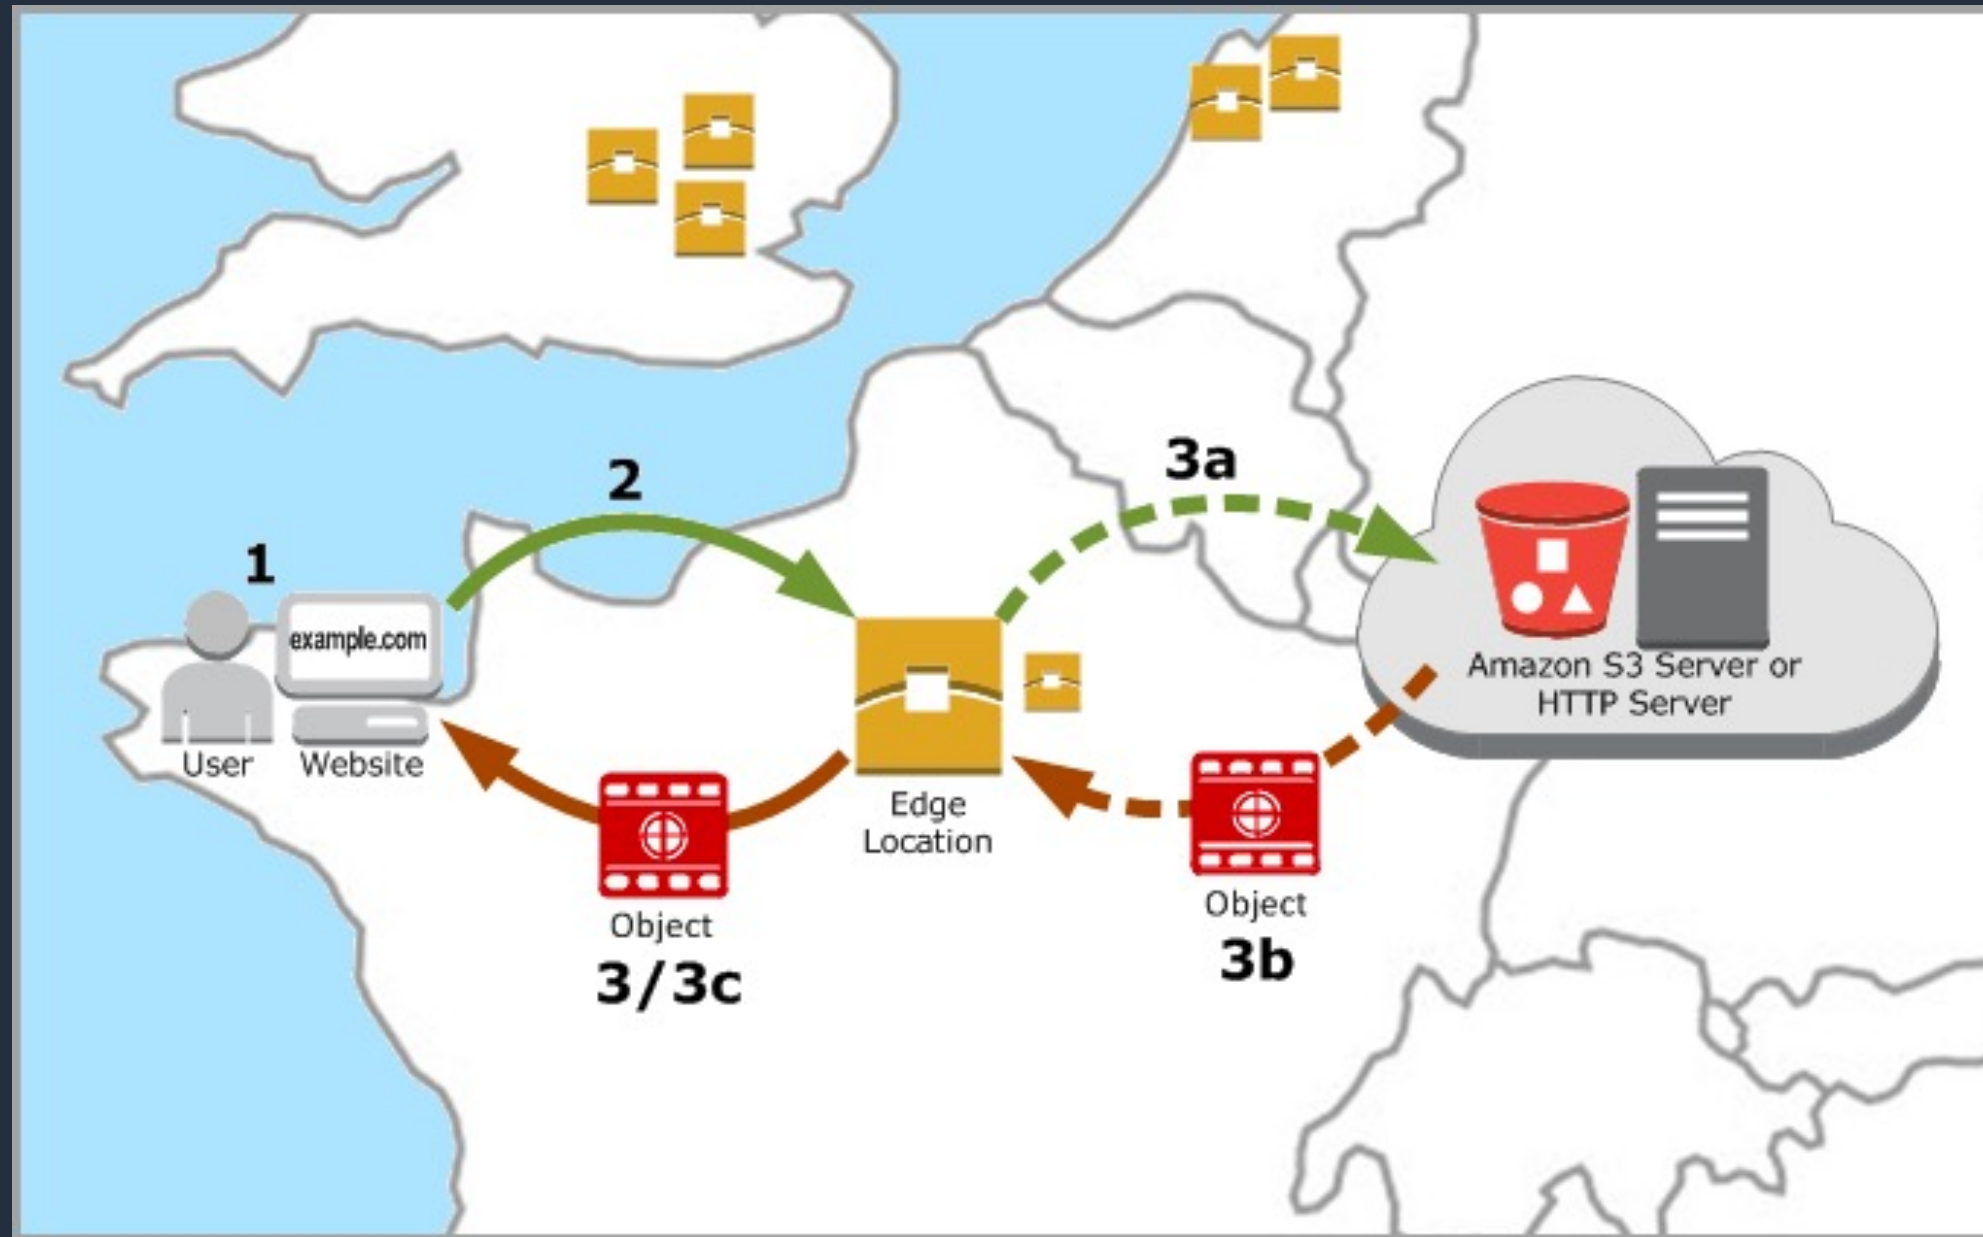 2
3a
1
example.com
User
Website
Edge
Location
Amazon S3 Server or
HTTP Server
Object
3/3c
Object
3b